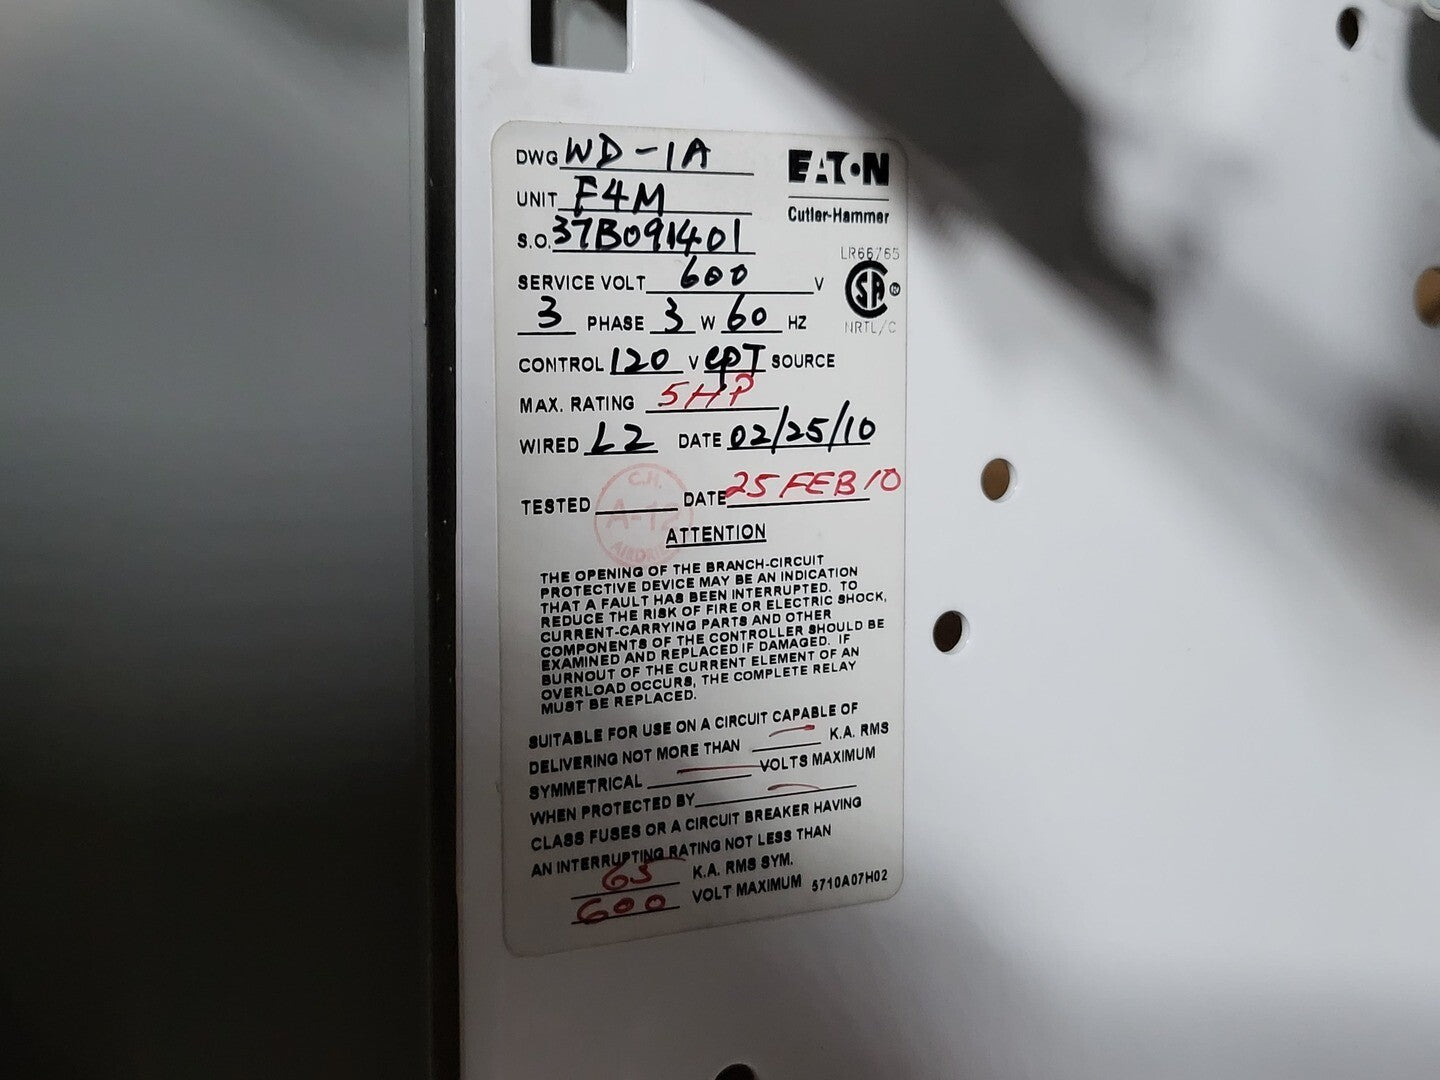 DWG WD-1A
EATON
UNIT F4M
Cutler-Hammer
S.O. 37B091401
LR66765
SERVICE VOLT 600 V
SA ®
NRTL/C
3 PHASE 3 W 60 HZ
CONTROL 120 V CPT SOURCE
MAX. RATING 5HP
WIRED LZ DATE 02/25/10
TESTED DATE 25 FEB 10
C.H.
A-12
AIRDRIE
ATTENTION
THE OPENING OF THE BRANCH-CIRCUIT
PROTECTIVE DEVICE MAY BE AN INDICATION
THAT A FAULT HAS BEEN INTERRUPTED. TO
REDUCE THE RISK OF FIRE OR ELECTRIC SHOCK,
CURRENT-CARRYING PARTS AND OTHER
COMPONENTS OF THE CONTROLLER SHOULD BE
EXAMINED AND REPLACED IF DAMAGED. IF
BURNOUT OF THE CURRENT ELEMENT OF AN
OVERLOAD OCCURS, THE COMPLETE RELAY
MUST BE REPLACED.
SUITABLE FOR USE ON A CIRCUIT CAPABLE OF
DELIVERING NOT MORE THAN — K.A. RMS
SYMMETRICAL — VOLTS MAXIMUM
WHEN PROTECTED BY —
CLASS FUSES OR A CIRCUIT BREAKER HAVING
AN INTERRUPTING RATING NOT LESS THAN
65 K.A. RMS SYM.
600 VOLT MAXIMUM 5710A07H02